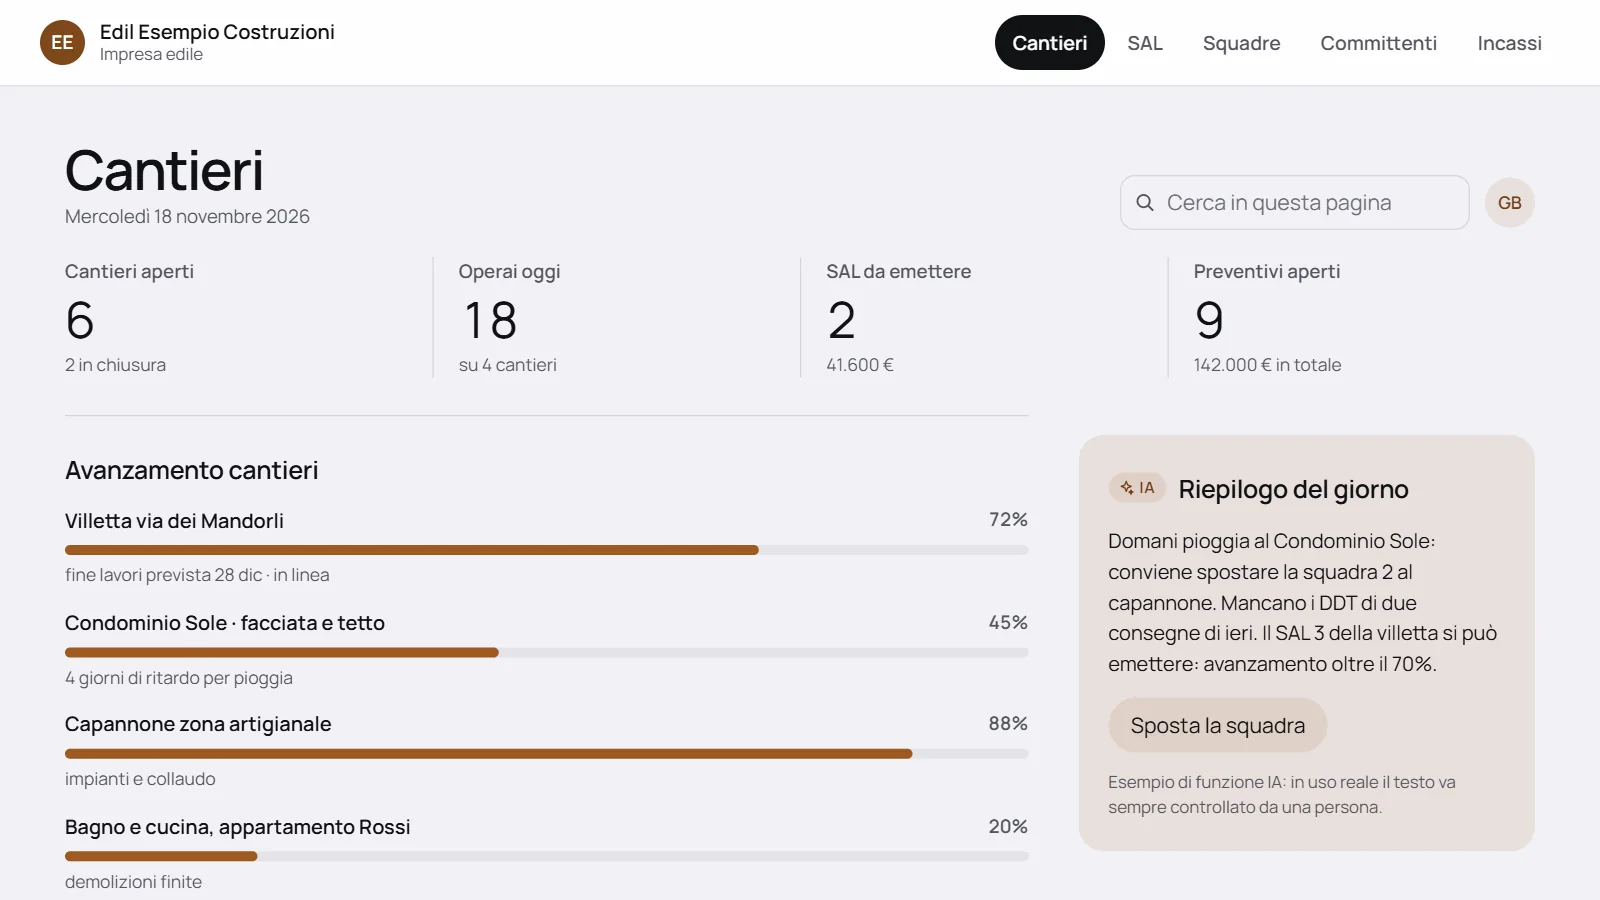 EE
Edil Esempio Costruzioni
Impresa edile
Cantieri
SAL
Squadre
Committenti
Incassi
Cantieri
Mercoledì 18 novembre 2026
Cerca in questa pagina
GB
Cantieri aperti
6
2 in chiusura
Operai oggi
18
su 4 cantieri
SAL da emettere
2
41.600 €
Preventivi aperti
9
142.000 € in totale
Avanzamento cantieri
Villetta via dei Mandorli
72%
fine lavori prevista 28 dic · in linea
Condominio Sole · facciata e tetto
45%
4 giorni di ritardo per pioggia
Capannone zona artigianale
88%
impianti e collaudo
Bagno e cucina, appartamento Rossi
20%
demolizioni finite
IA
Riepilogo del giorno
Domani pioggia al Condominio Sole:
conviene spostare la squadra 2 al
capannone. Mancano i DDT di due
consegne di ieri. Il SAL 3 della villetta si può
emettere: avanzamento oltre il 70%.
Sposta la squadra
Esempio di funzione IA: in uso reale il testo va
sempre controllato da una persona.